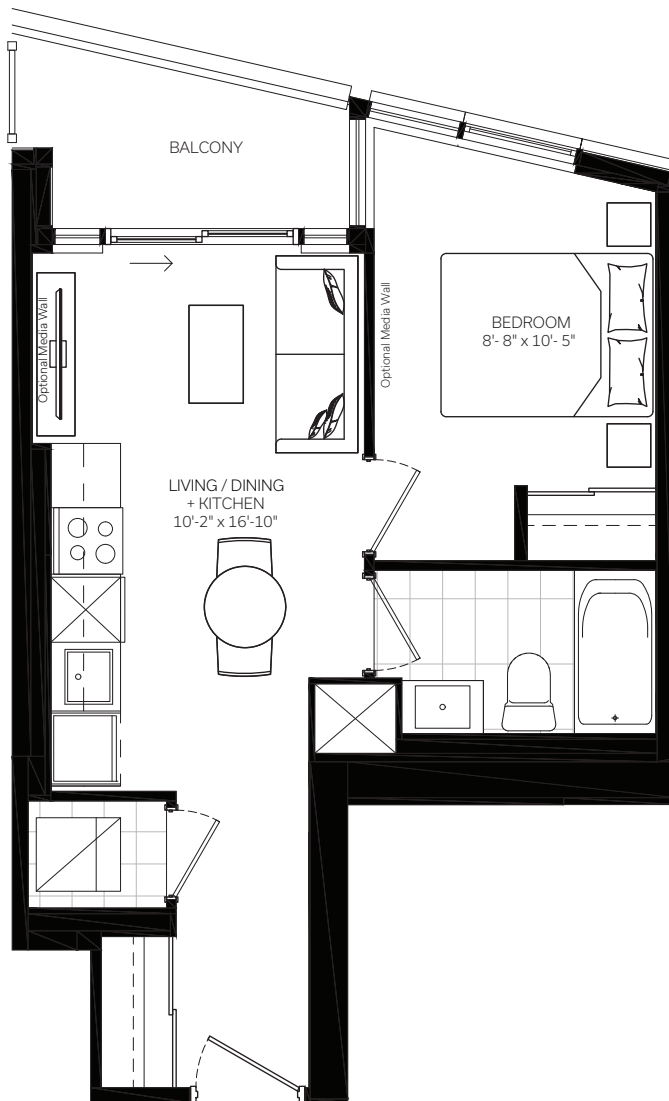 BALCONY
Optional Media Wall
Optional Media Wall
BEDROOM
8'- 8" x 10'- 5"
LIVING / DINING
+ KITCHEN
10'-2" x 16'-10"